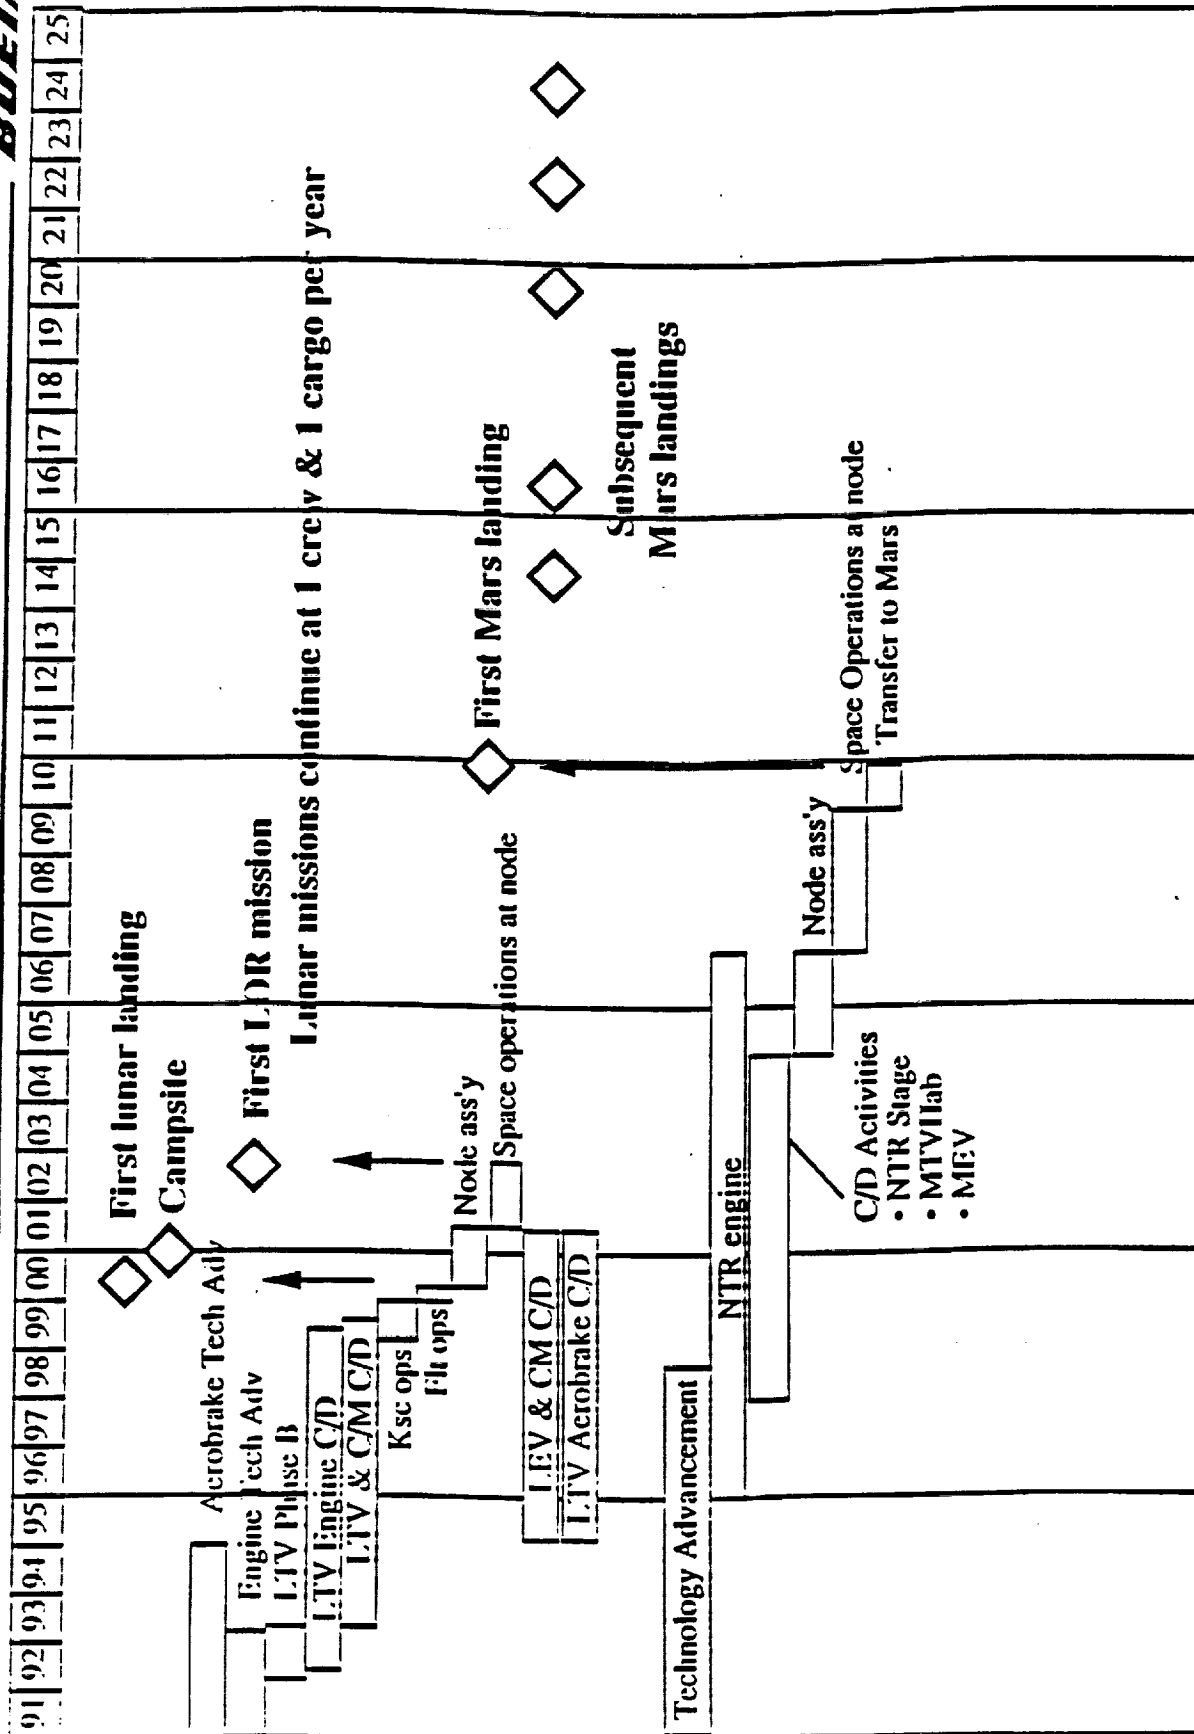 91 92 93 94 95 96 97 98 99 00 01 02 03 04 05 06 07 08 09 10 11 12 13 14 15 16 17 18 19 20 21 22 23 24 25
First lunar landing
Campsite
Aerobrake Tech Adv
First LOR mission
Engine Tech Adv
LTV Phase B
Lunar missions continue at 1 crew & 1 cargo per year
LTV Engine C/D
LTV & C/M C/D
Ksc ops
Flt ops
Node ass'y
Space operations at node
First Mars landing
LEV & CM C/D
LTV Aerobrake C/D
Subsequent
Mars landings
Technology Advancement
NTR engine
Node ass'y
Space Operations at node
Transfer to Mars
C/D Activities
• NTR Stage
• MTVHab
• MEV